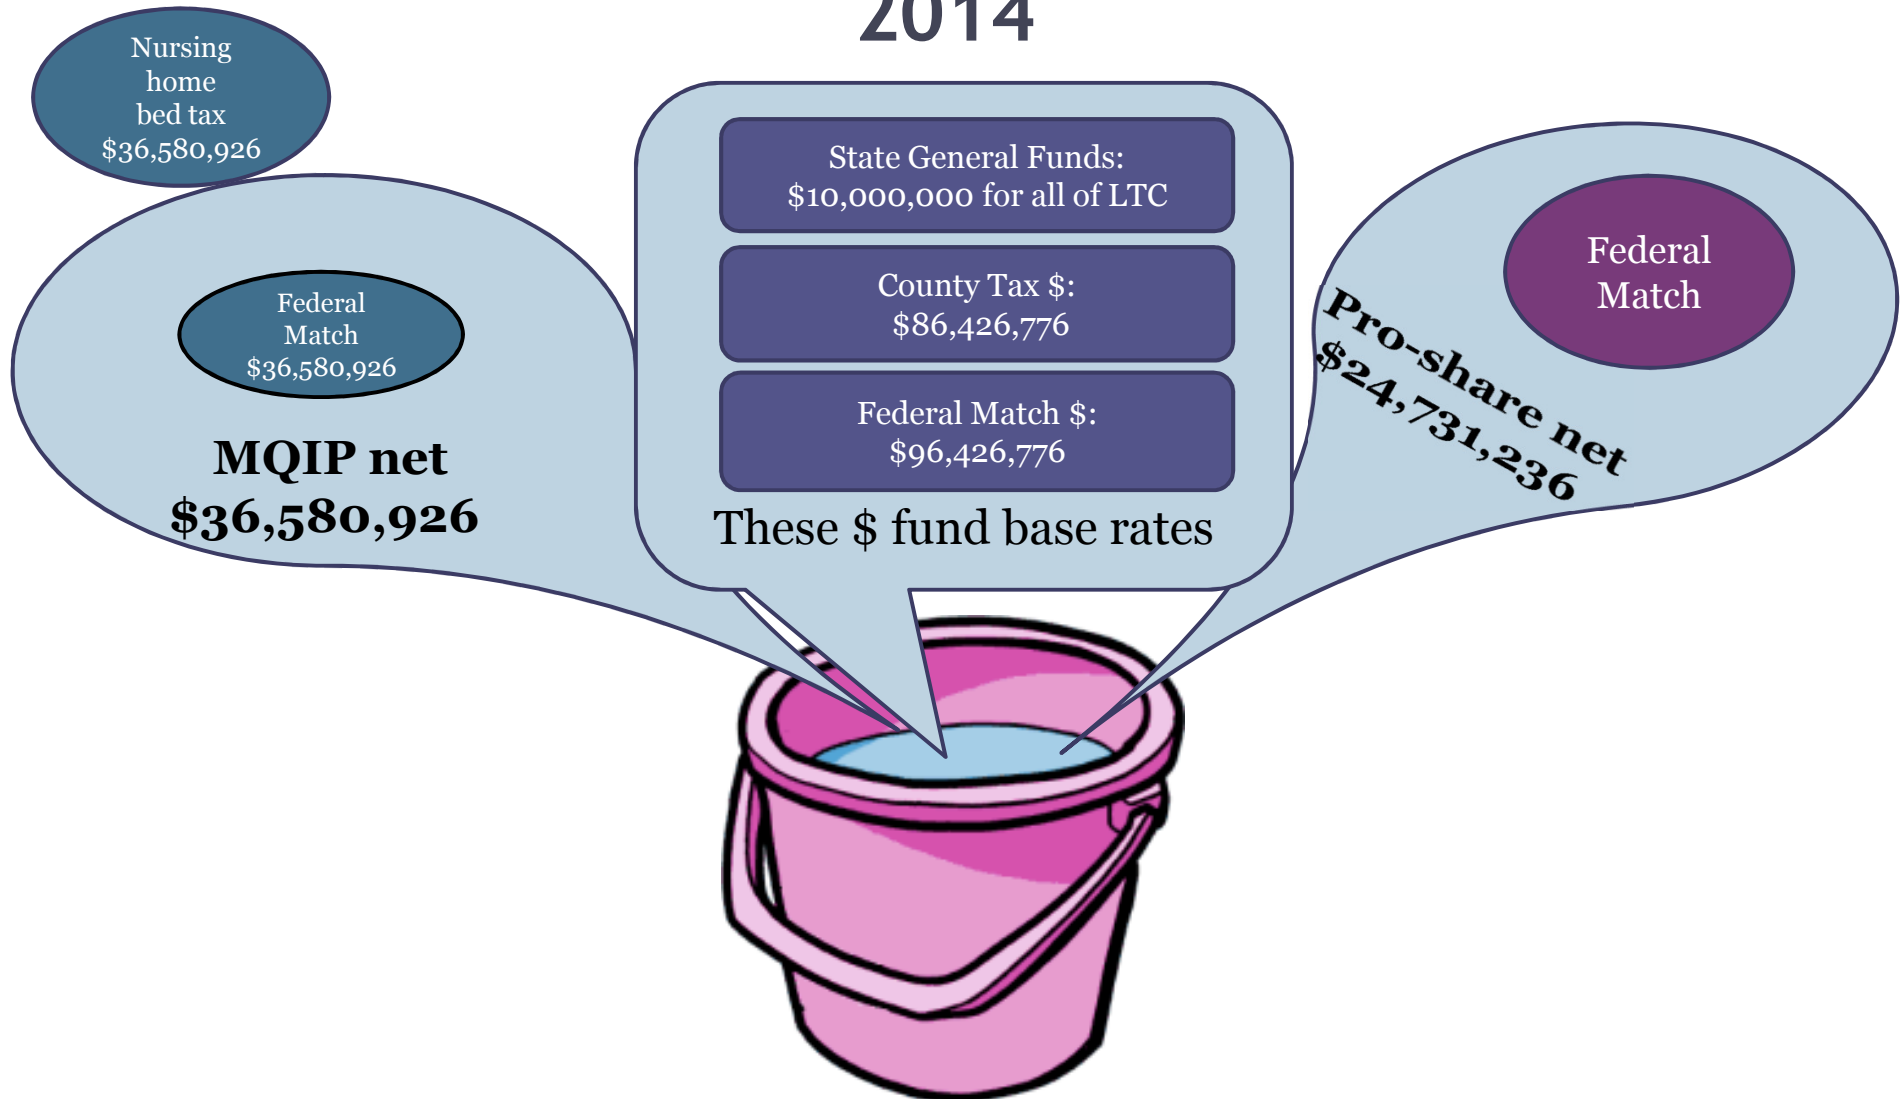 2014
Nursing
home
bed tax
$36,580,926
Federal
Match
$36,580,926
MQIP net
$36,580,926
State General Funds:
$10,000,000 for all of LTC
County Tax $:
$86,426,776
Federal Match $:
$96,426,776
These $ fund base rates
Federal
Match
Pro-share net
$24,731,236